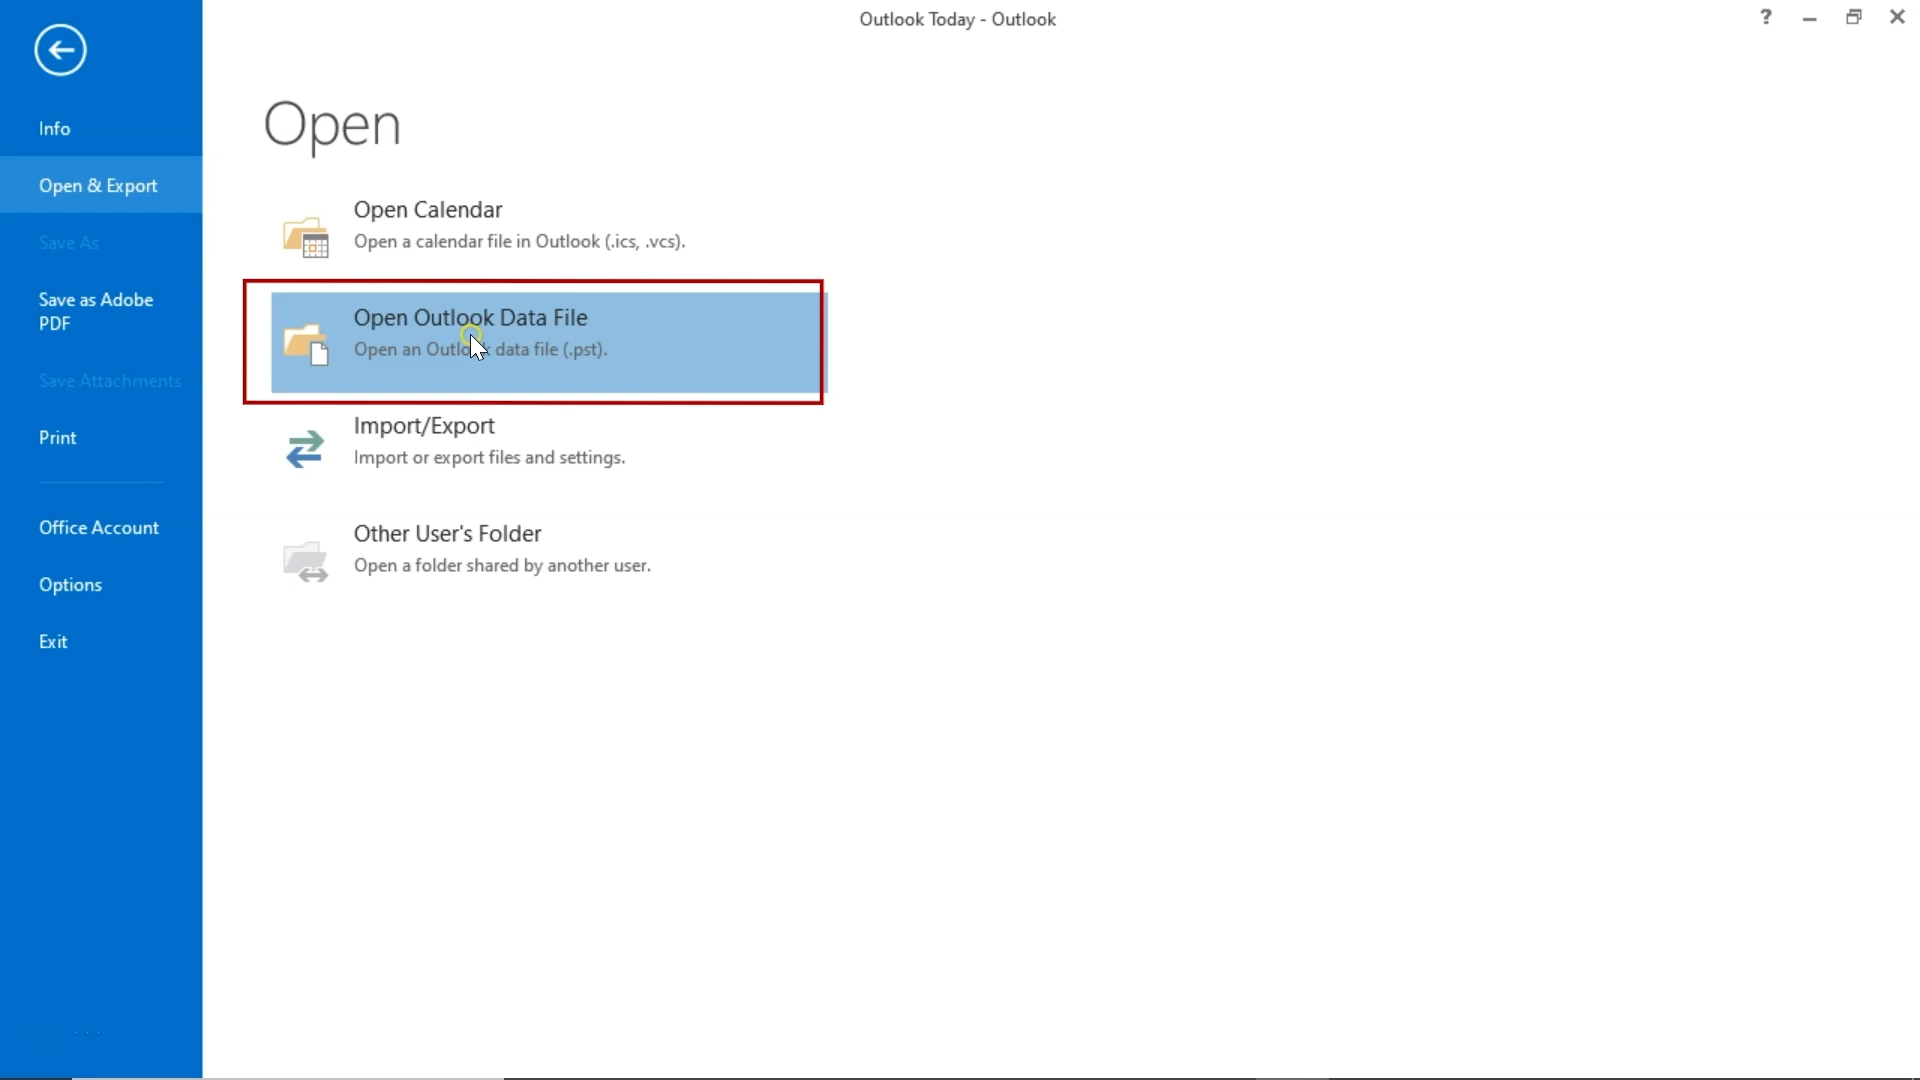 Outlook Today - Outlook
?
Info
Open & Export
Save As
Save as Adobe
PDF
Save Attachments
Print
Office Account
Options
Exit
Open
Open Calendar
Open a calendar file in Outlook (.ics, .vcs).
Open Outlook Data File
Open an Outlook data file (.pst).
Import/Export
Import or export files and settings.
Other User's Folder
Open a folder shared by another user.